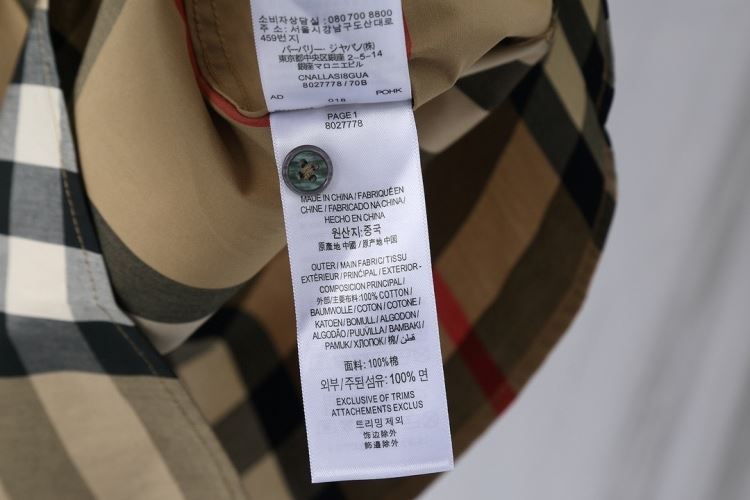 소비자상담실: 080 700 8800
주 소: 서울시강남구도산대로
459번지
バーバリー・ジャパン(株)
東京都中央区銀座 2-5-14
銀座マロニエビル
CNALLASI8GUA
8027778 / 70B
AD 018 POHK
PAGE 1
8027778
MADE IN CHINA / FABRIQUÉ EN
CHINE / FABRICADO NA CHINA /
HECHO EN CHINA
원산지:중국
原產地 中國 / 原产地 中国
OUTER / MAIN FABRIC / TISSU
EXTÉRIEUR / PRINCIPAL / EXTERIOR -
COMPOSICIÓN PRINCIPAL /
外部/主要布料:100% COTTON /
BAUMWOLLE / COTON / COTONE /
KATOEN / BOMULL / ALGODON /
ALGODÃO / PUUVILLA / BAMBAKI /
PAMUK / ХЛОПОК / 棉 / قطن
面料: 100%棉
외부 / 주된섬유: 100% 면
EXCLUSIVE OF TRIMS
ATTACHEMENTS EXCLUS
트리밍 제외
饰边除外
飾邊除外